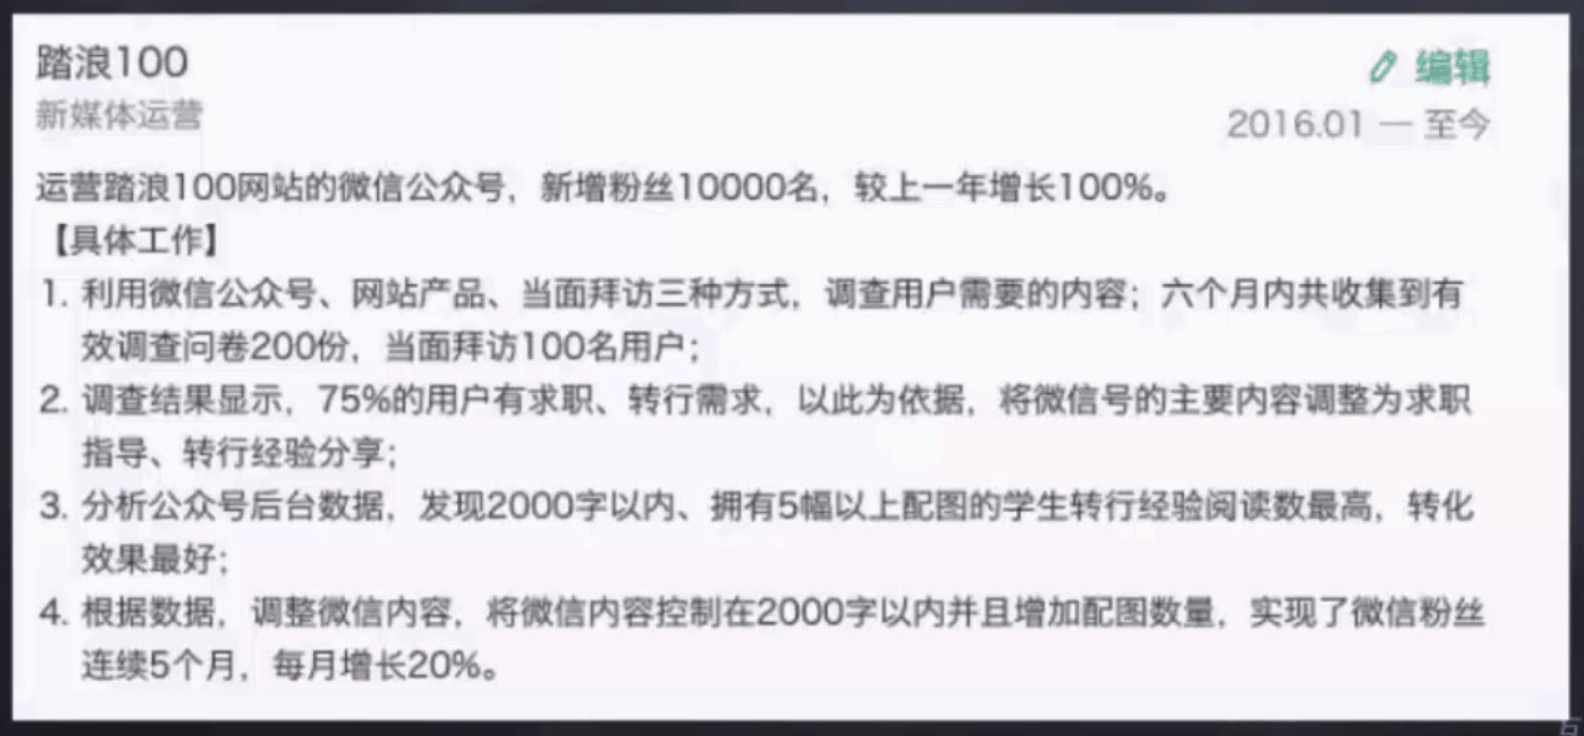 踏浪100
编辑
新媒体运营
2016.01 — 至今
运营踏浪100网站的微信公众号，新增粉丝10000名，较上一年增长100%。
【具体工作】
1. 利用微信公众号、网站产品、当面拜访三种方式，调查用户需要的内容；六个月内共收集到有
效调查问卷200份，当面拜访100名用户；
2. 调查结果显示，75%的用户有求职、转行需求，以此为依据，将微信号的主要内容调整为求职
指导、转行经验分享；
3. 分析公众号后台数据，发现2000字以内、拥有5幅以上配图的学生转行经验阅读数最高，转化
效果最好；
4. 根据数据，调整微信内容，将微信内容控制在2000字以内并且增加配图数量，实现了微信粉丝
连续5个月，每月增长20%。